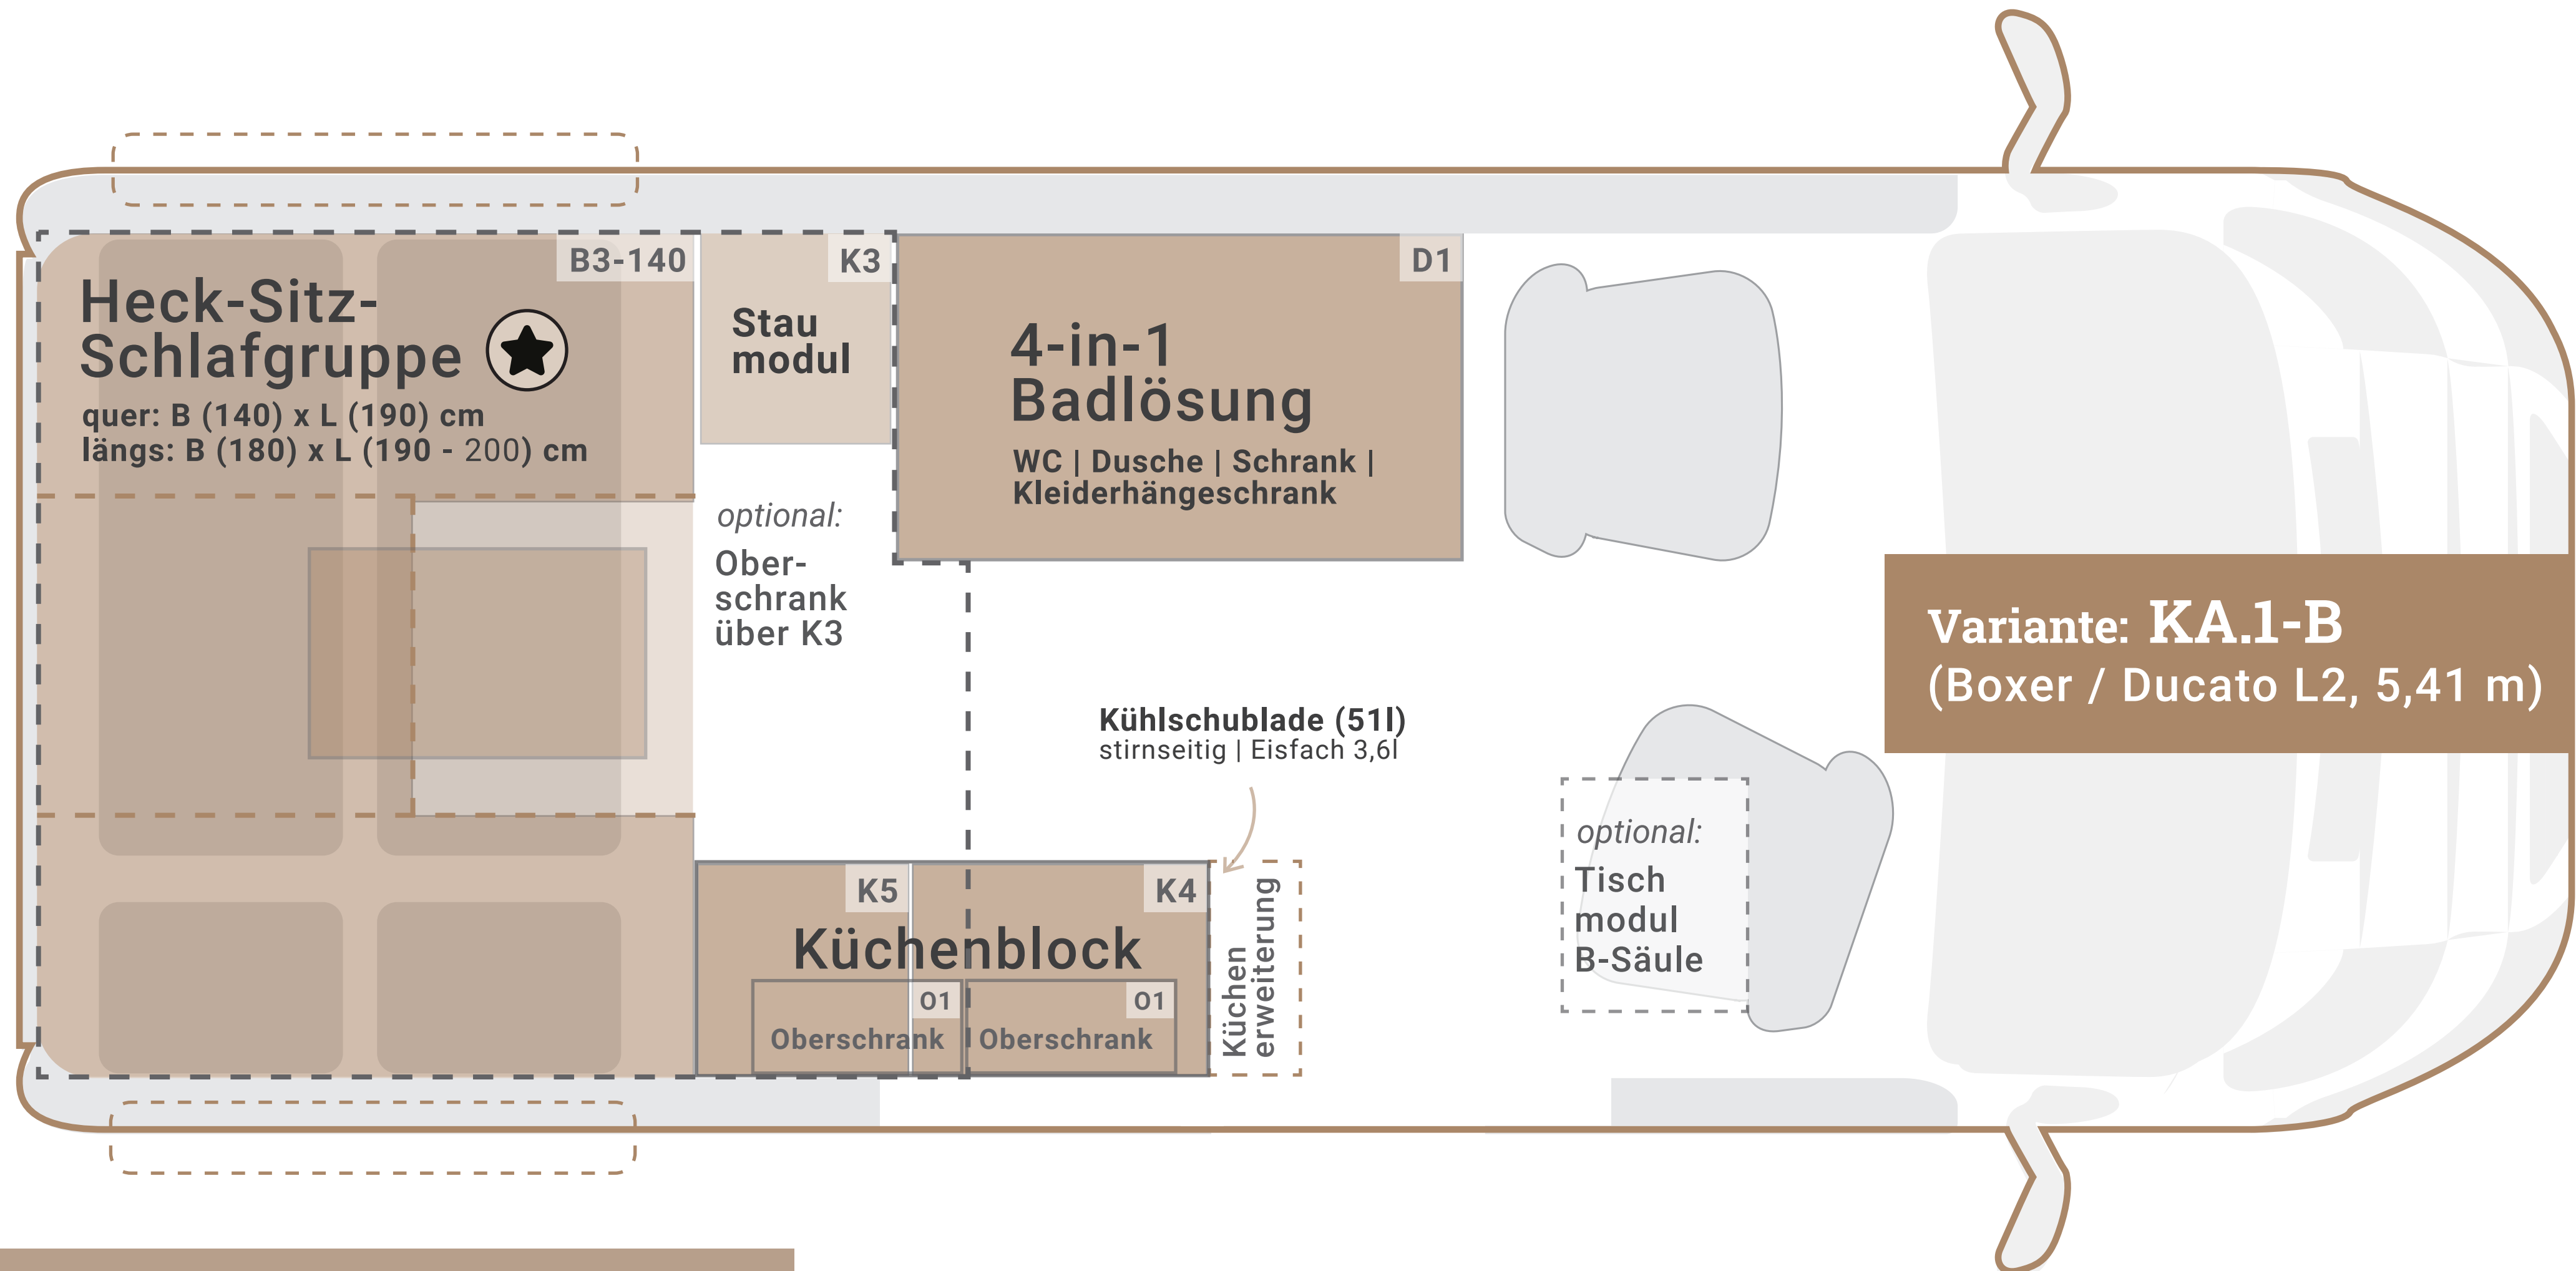 B3-140
Heck-Sitz-
Schlafgruppe
quer: B (140) x L (190) cm
längs: B (180) x L (190 - 200) cm
K3
Stau
modul
optional:
Ober-
schrank
über K3
D1
4-in-1
Badlösung
WC | Dusche | Schrank |
Kleiderhängeschrank
Variante: KA.1-B
(Boxer / Ducato L2, 5,41 m)
Kühlschublade (51l)
stirnseitig | Eisfach 3,6l
K5
K4
Küchenblock
O1
Oberschrank
O1
Oberschrank
Küchen
erweiterung
optional:
Tisch
modul
B-Säule